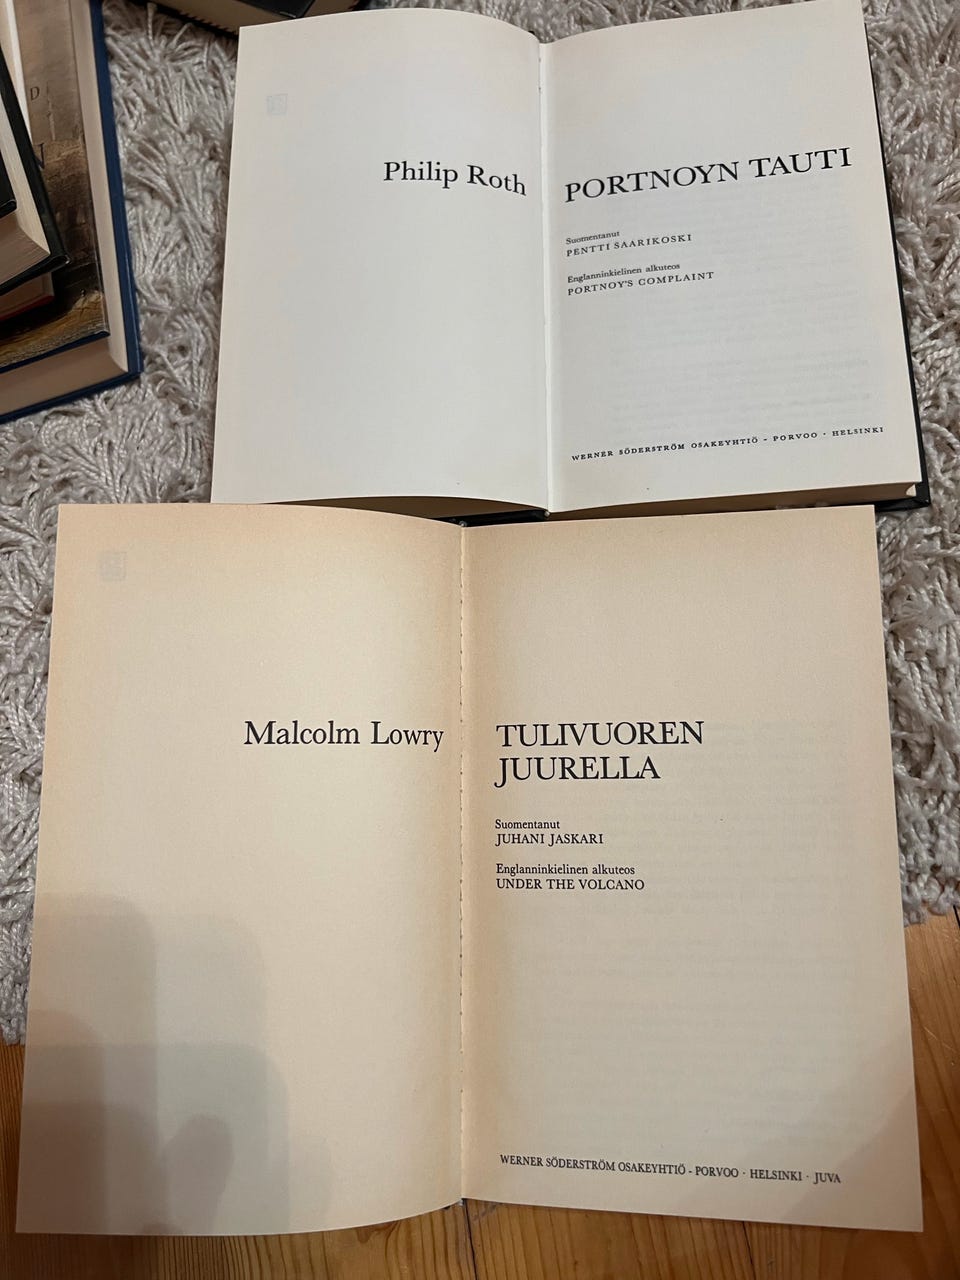 Philip Roth
PORTNOYN TAUTI
Suomentanut
PENTTI SAARIKOSKI
Englanninkielinen alkuteos
PORTNOY'S COMPLAINT
WERNER SÖDERSTRÖM OSAKEYHTIÖ - PORVOO · HELSINKI
Malcolm Lowry
TULIVUOREN
JUURELLA
Suomentanut
JUHANI JASKARI
Englanninkielinen alkuteos
UNDER THE VOLCANO
WERNER SÖDERSTRÖM OSAKEYHTIÖ - PORVOO · HELSINKI · JUVA